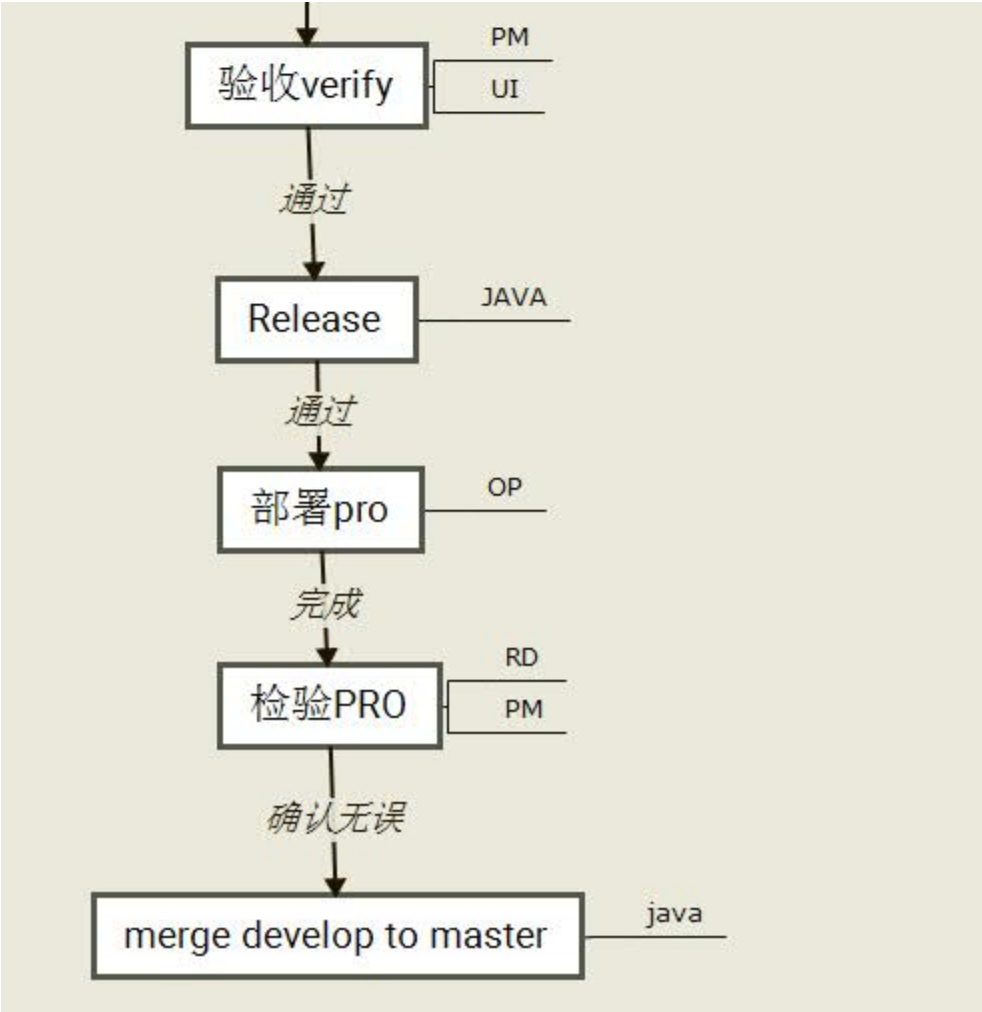 PM
验收verify
UI
通过
JAVA
Release
通过
OP
部署pro
完成
RD
检验PRO
PM
确认无误
java
merge develop to master